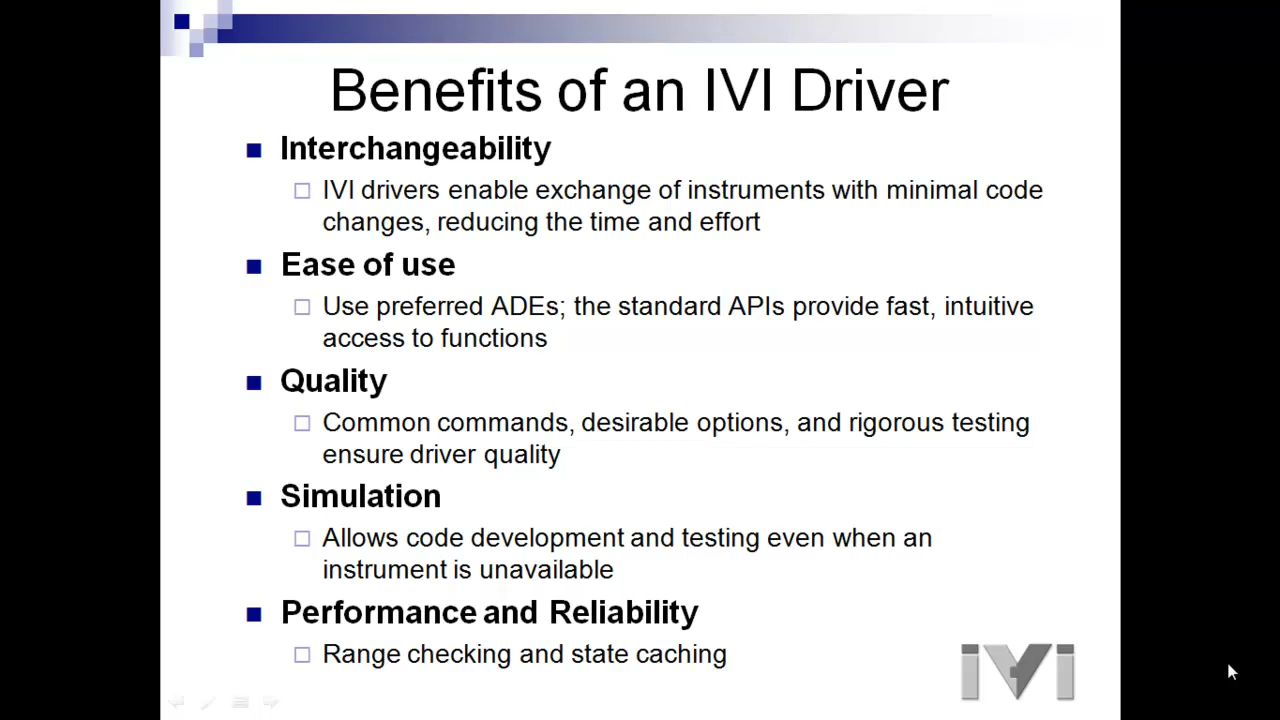 Benefits of an IVI Driver
Interchangeability
IVI drivers enable exchange of instruments with minimal code
changes, reducing the time and effort
Ease of use
Use preferred ADEs; the standard APIs provide fast, intuitive
access to functions
Quality
Common commands, desirable options, and rigorous testing
ensure driver quality
Simulation
Allows code development and testing even when an
instrument is unavailable
Performance and Reliability
Range checking and state caching
iVi